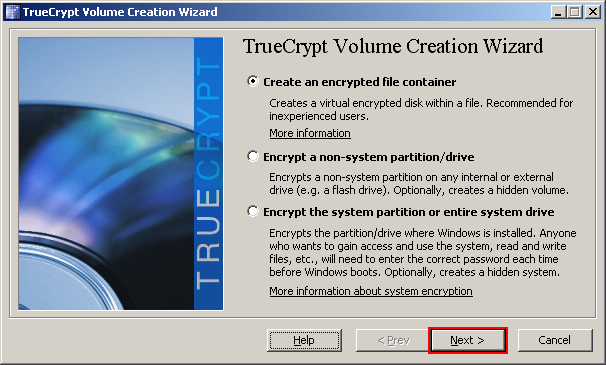 TrueCrypt Volume Creation Wizard
TRUECRYPT
TrueCrypt Volume Creation Wizard
Create an encrypted file container
Creates a virtual encrypted disk within a file. Recommended for
inexperienced users.
More information
Encrypt a non-system partition/drive
Encrypts a non-system partition on any internal or external
drive (e.g. a flash drive). Optionally, creates a hidden volume.
Encrypt the system partition or entire system drive
Encrypts the partition/drive where Windows is installed. Anyone
who wants to gain access and use the system, read and write
files, etc., will need to enter the correct password each time
before Windows boots. Optionally, creates a hidden system.
More information about system encryption
Help
< Prev
Next >
Cancel